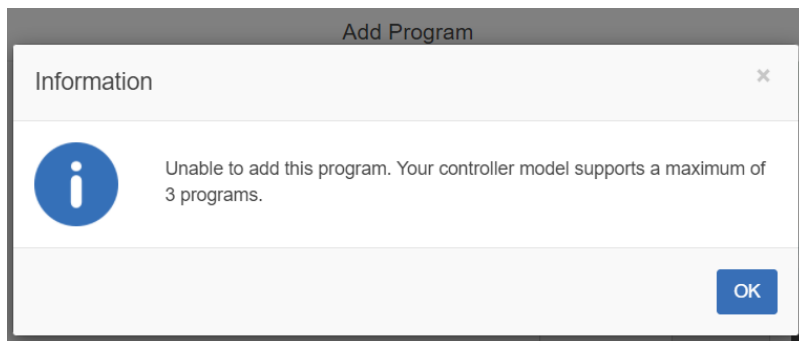 Add Program
Information
×
Unable to add this program. Your controller model supports a maximum of
3 programs.
OK